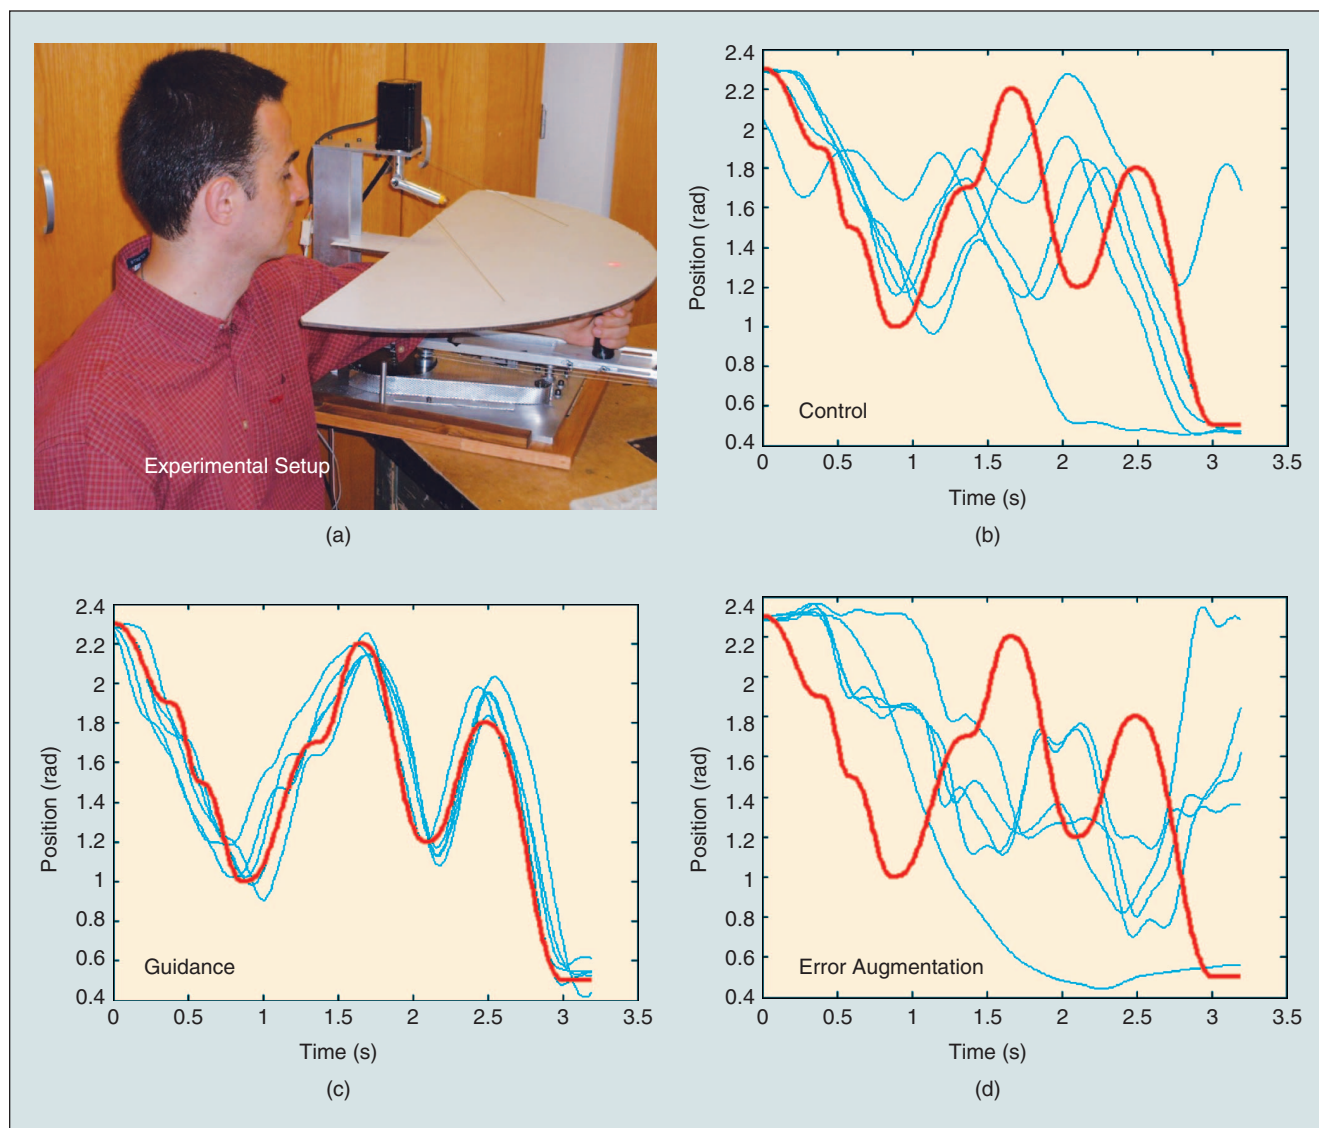 Experimental Setup
(a)
2.4
2.2
2
1.8
1.6
1.4
1.2
1
0.8
0.6
0.4
Position (rad)
Control
0 0.5 1 1.5 2 2.5 3 3.5
Time (s)
(b)
2.4
2.2
2
1.8
1.6
1.4
1.2
1
0.8
0.6
0.4
Position (rad)
Guidance
0 0.5 1 1.5 2 2.5 3 3.5
Time (s)
(c)
2.4
2.2
2
1.8
1.6
1.4
1.2
1
0.8
0.6
0.4
Position (rad)
Error Augmentation
0 0.5 1 1.5 2 2.5 3 3.5
Time (s)
(d)